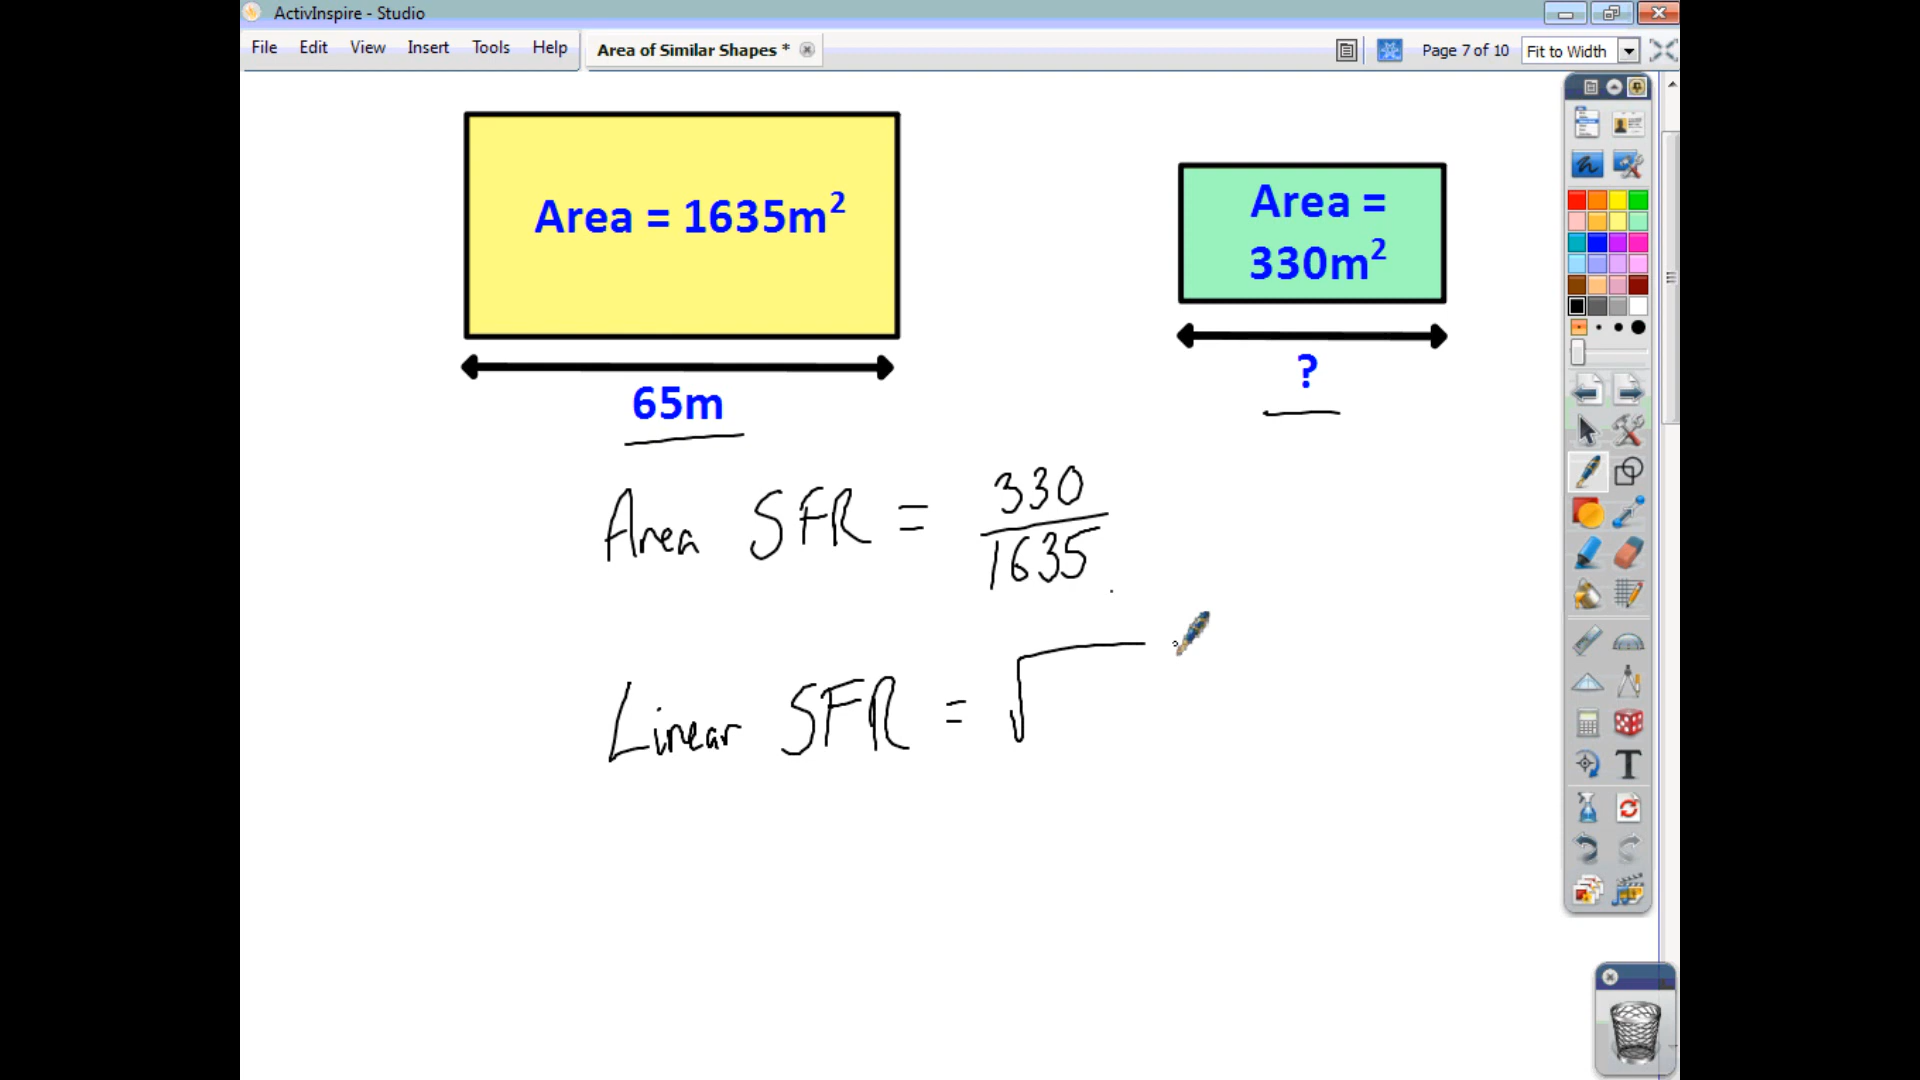 ActivInspire - Studio
File Edit View Insert Tools Help
Area of Similar Shapes *
Page 7 of 10
Fit to Width
Area = 1635m²
Area =
330m²
65m
?
Area SFR = 330/1635
Linear SFR = √